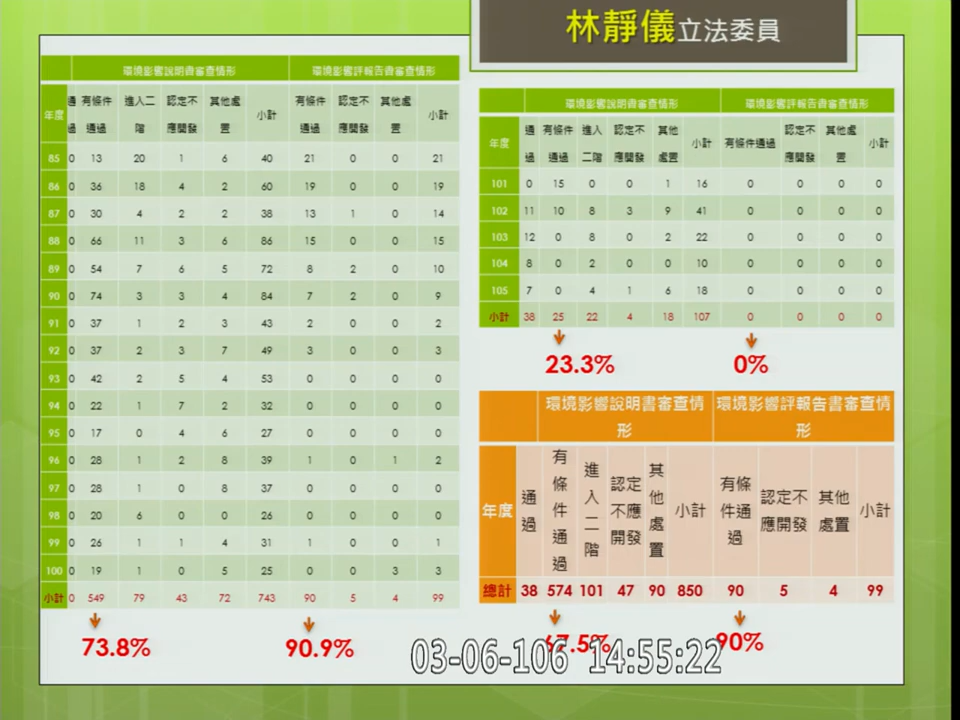 林靜儀立法委員
環境影響說明書審查情形 環境影響評報告書審查情形
年度 通過 有條件通過 進入二階 認定不應開發 其他處置 小計 有條件通過 認定不應開發 其他處置 小計
85 0 13 20 1 6 40 21 0 0 21
86 0 36 18 4 2 60 19 0 0 19
87 0 30 4 2 2 38 13 1 0 14
88 0 66 11 3 6 86 15 0 0 15
89 0 54 7 6 5 72 8 2 0 10
90 0 74 3 3 4 84 7 2 0 9
91 0 37 1 2 3 43 2 0 0 2
92 0 37 2 3 7 49 3 0 0 3
93 0 42 2 5 4 53 0 0 0 0
94 0 22 1 7 2 32 0 0 0 0
95 0 17 0 4 6 27 0 0 0 0
96 0 28 1 2 8 39 1 0 1 2
97 0 28 1 0 8 37 0 0 0 0
98 0 20 6 0 0 26 0 0 0 0
99 0 26 1 1 4 31 1 0 0 1
100 0 19 1 0 5 25 0 0 3 3
小計 0 549 79 43 72 743 90 5 4 99
73.8% 90.9%
環境影響說明書審查情形 環境影響評報告書審查情形
年度 通過 有條件通過 進入二階 認定不應開發 其他處置 小計 有條件通過 認定不應開發 其他處置 小計
101 0 15 0 0 1 16 0 0 0 0
102 11 10 8 3 9 41 0 0 0 0
103 12 0 8 0 2 22 0 0 0 0
104 8 0 2 0 0 10 0 0 0 0
105 7 0 4 1 6 18 0 0 0 0
小計 38 25 22 4 18 107 0 0 0 0
23.3% 0%
環境影響說明書審查情形 環境影響評報告書審查情形
年度 通過 有條件通過 進入二階 認定不應開發 其他處置 小計 有條件通過 認定不應開發 其他處置 小計
總計 38 574 101 47 90 850 90 5 4 99
67.5% 90%
03-06-106 14:55:22